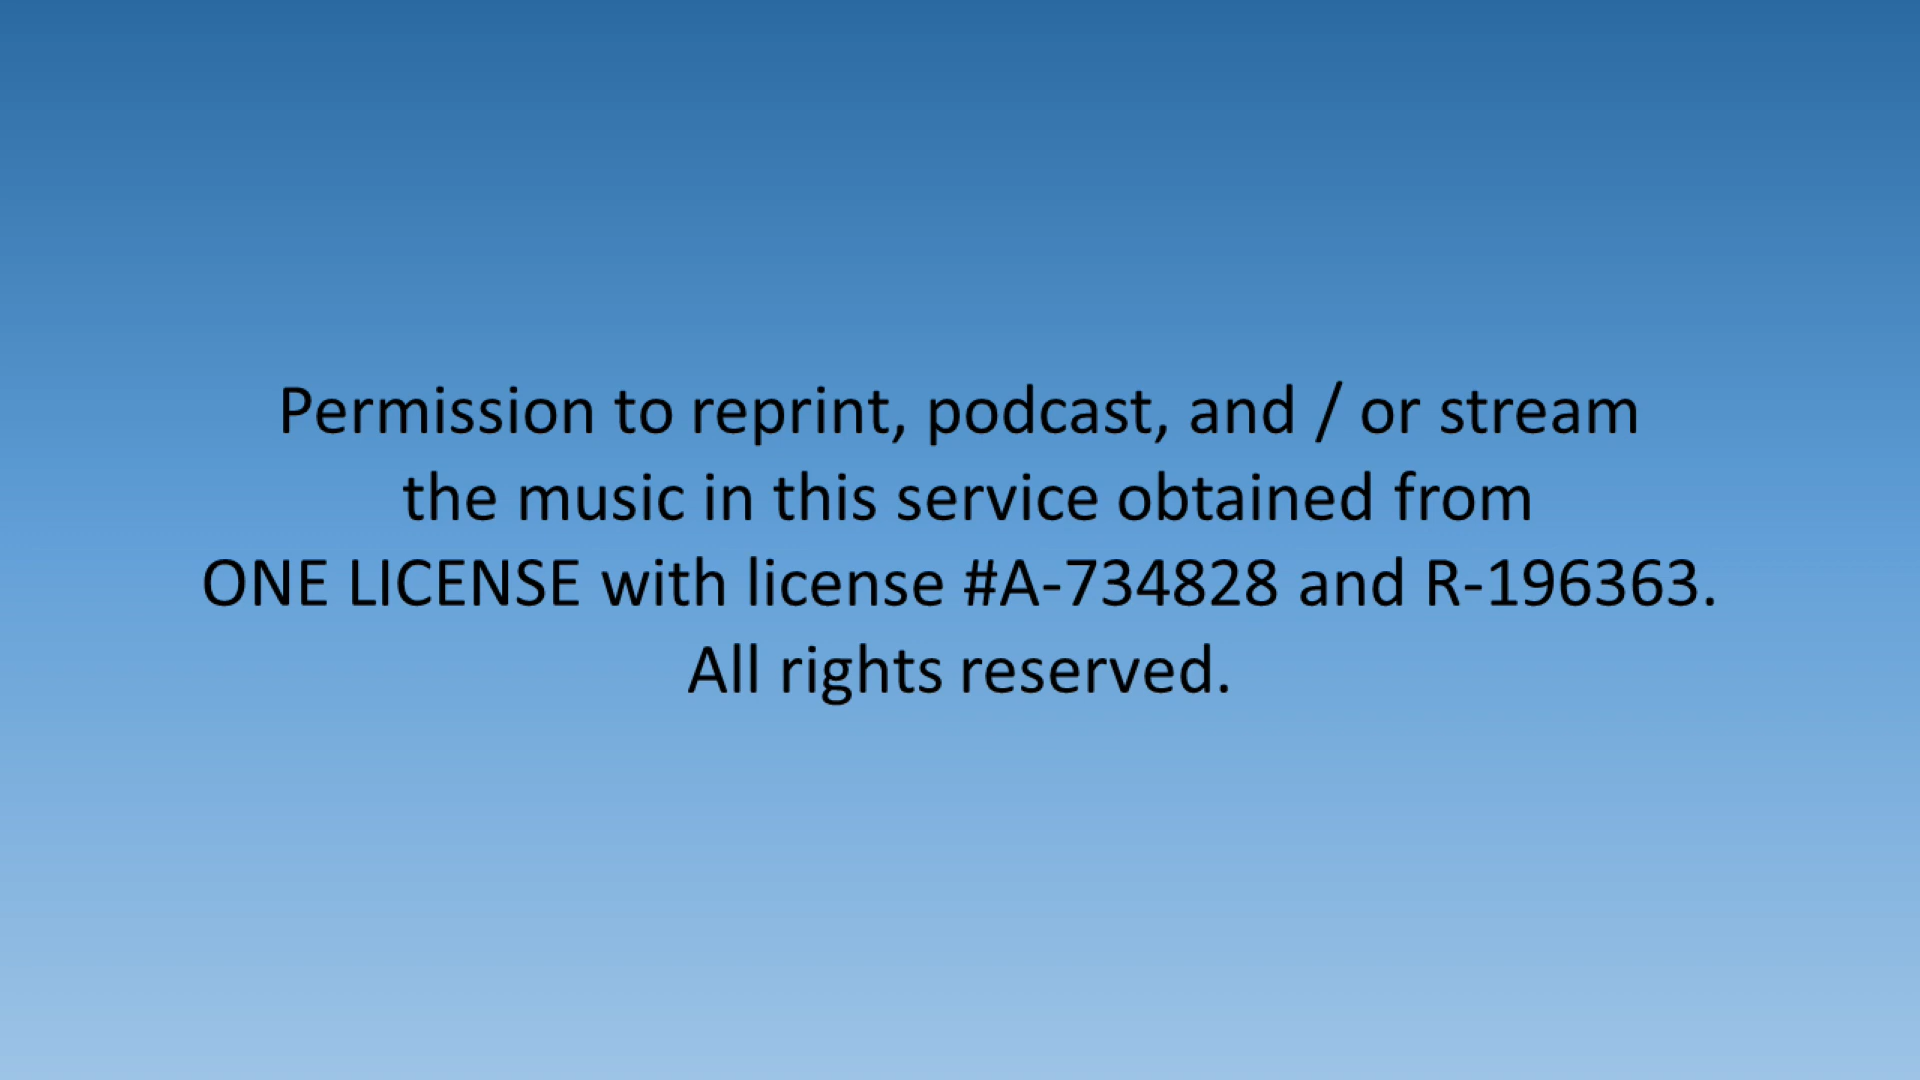 Permission to reprint, podcast, and / or stream
the music in this service obtained from
ONE LICENSE with license #A-734828 and R-196363.
All rights reserved.